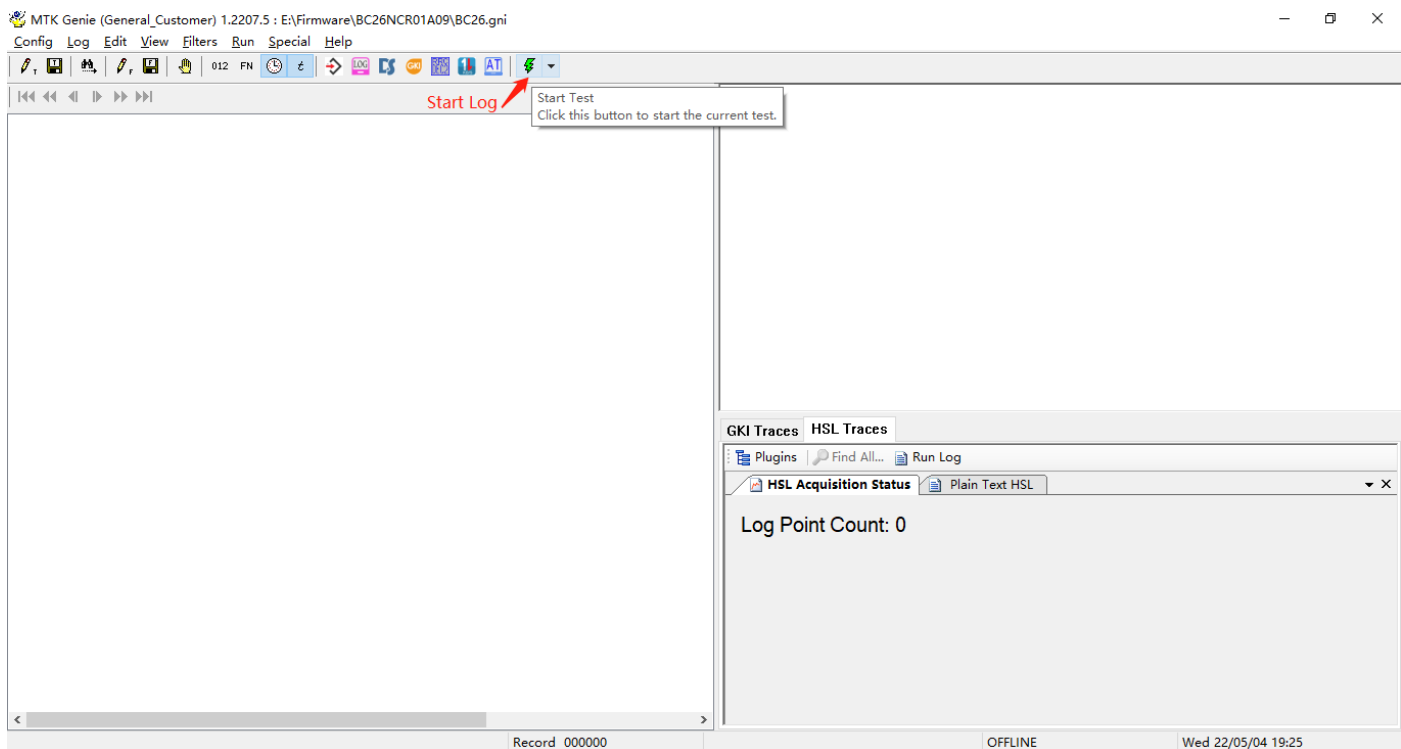 MTK Genie (General_Customer) 1.2207.5 : E:\Firmware\BC26NCR01A09\BC26.gni
Config Log Edit View Filters Run Special Help
012 FN t LOG GKI AT
Start Log
Start Test
Click this button to start the current test.
GKI Traces HSL Traces
Plugins Find All... Run Log
HSL Acquisition Status Plain Text HSL
Log Point Count: 0
Record 000000 OFFLINE Wed 22/05/04 19:25